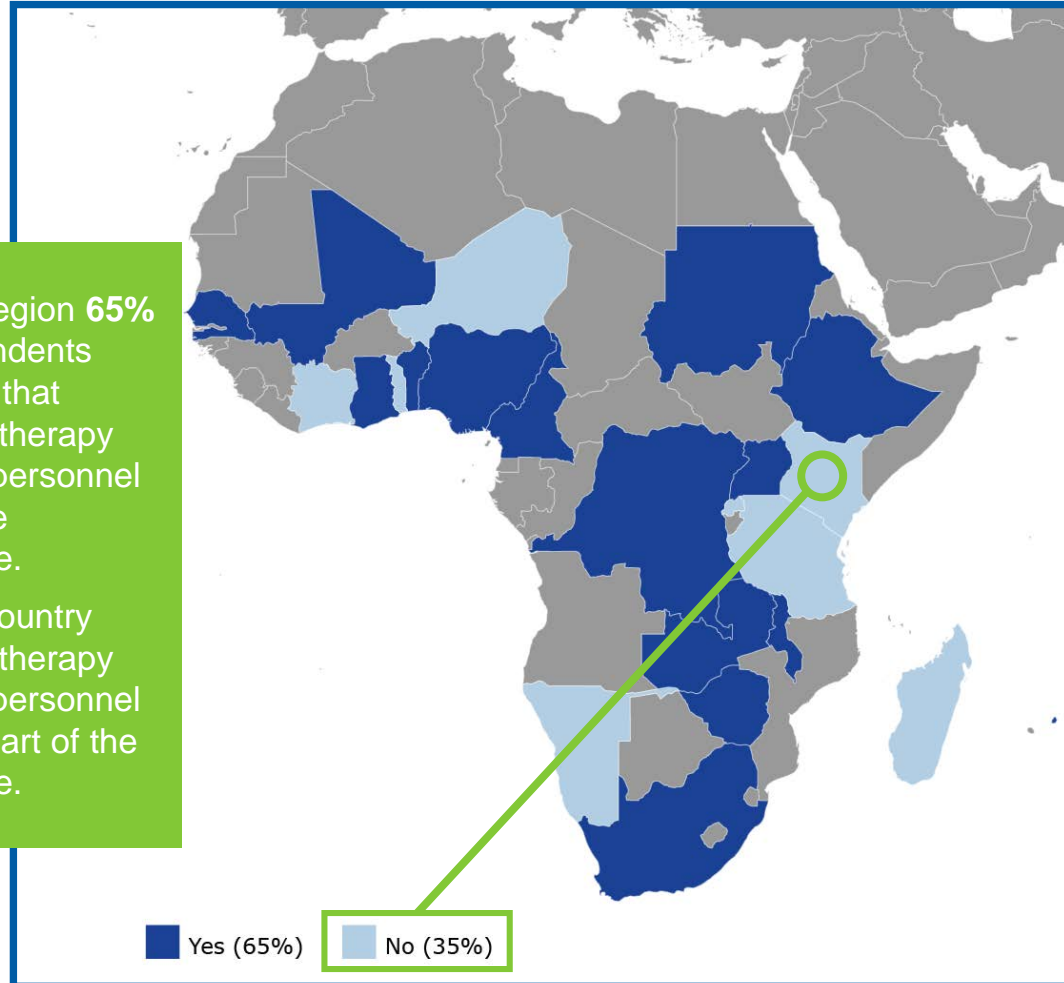 egion 65%
ndents
that
therapy
personnel
e
e.
ountry
therapy
personnel
art of the
e.
Yes (65%)
No (35%)